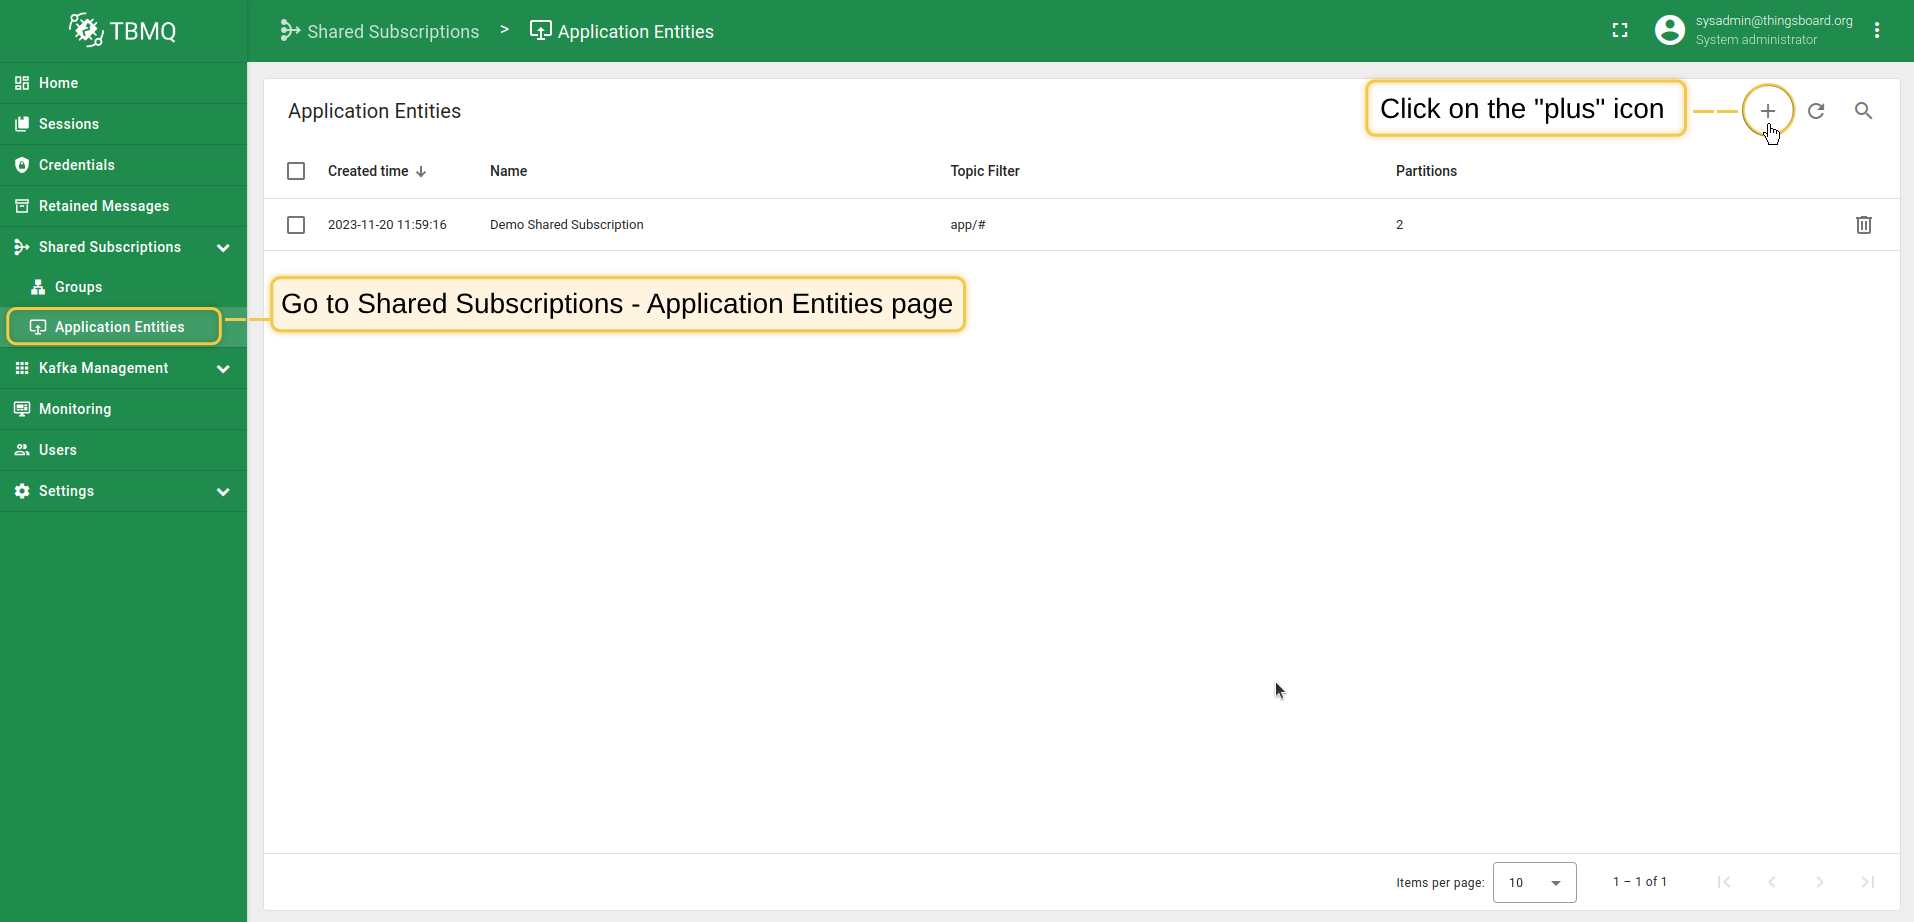 TBMQ
Shared Subscriptions > Application Entities
sysadmin@thingsboard.org
System administrator
Home
Sessions
Credentials
Retained Messages
Shared Subscriptions
Groups
Application Entities
Kafka Management
Monitoring
Users
Settings
Application Entities
Click on the "plus" icon
Created time Name Topic Filter Partitions
2023-11-20 11:59:16 Demo Shared Subscription app/# 2
Go to Shared Subscriptions - Application Entities page
Items per page: 10 1 – 1 of 1